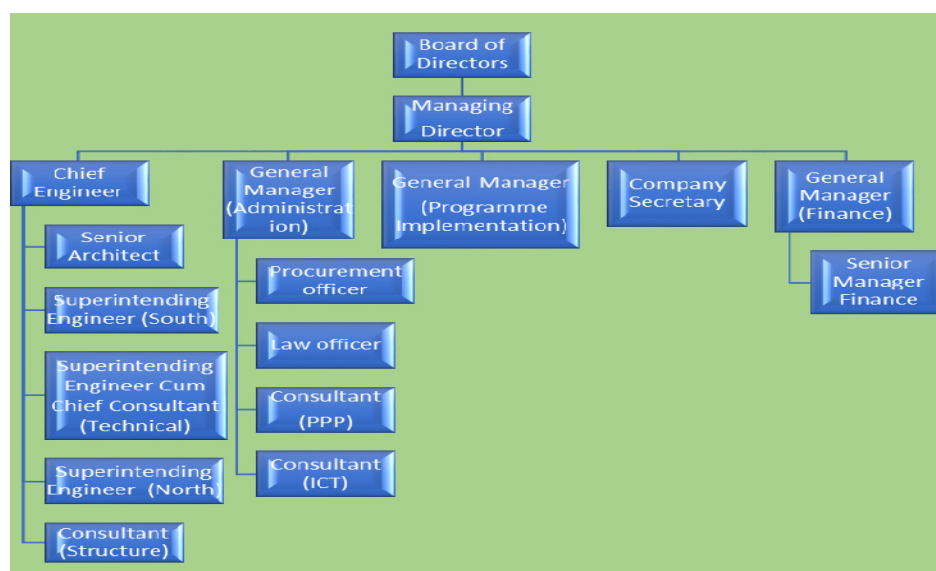 Board of
Directors
Managing
Director
Chief
Engineer
General
Manager
(Administrat
ion)
General Manager
(Programme
Implementation)
Company
Secretary
General
Manager
(Finance)
Senior
Architect
Superintending
Engineer (South)
Superintending
Engineer Cum
Chief Consultant
(Technical)
Superintending
Engineer (North)
Consultant
(Structure)
Procurement
officer
Law officer
Consultant
(PPP)
Consultant
(ICT)
Senior
Manager
Finance